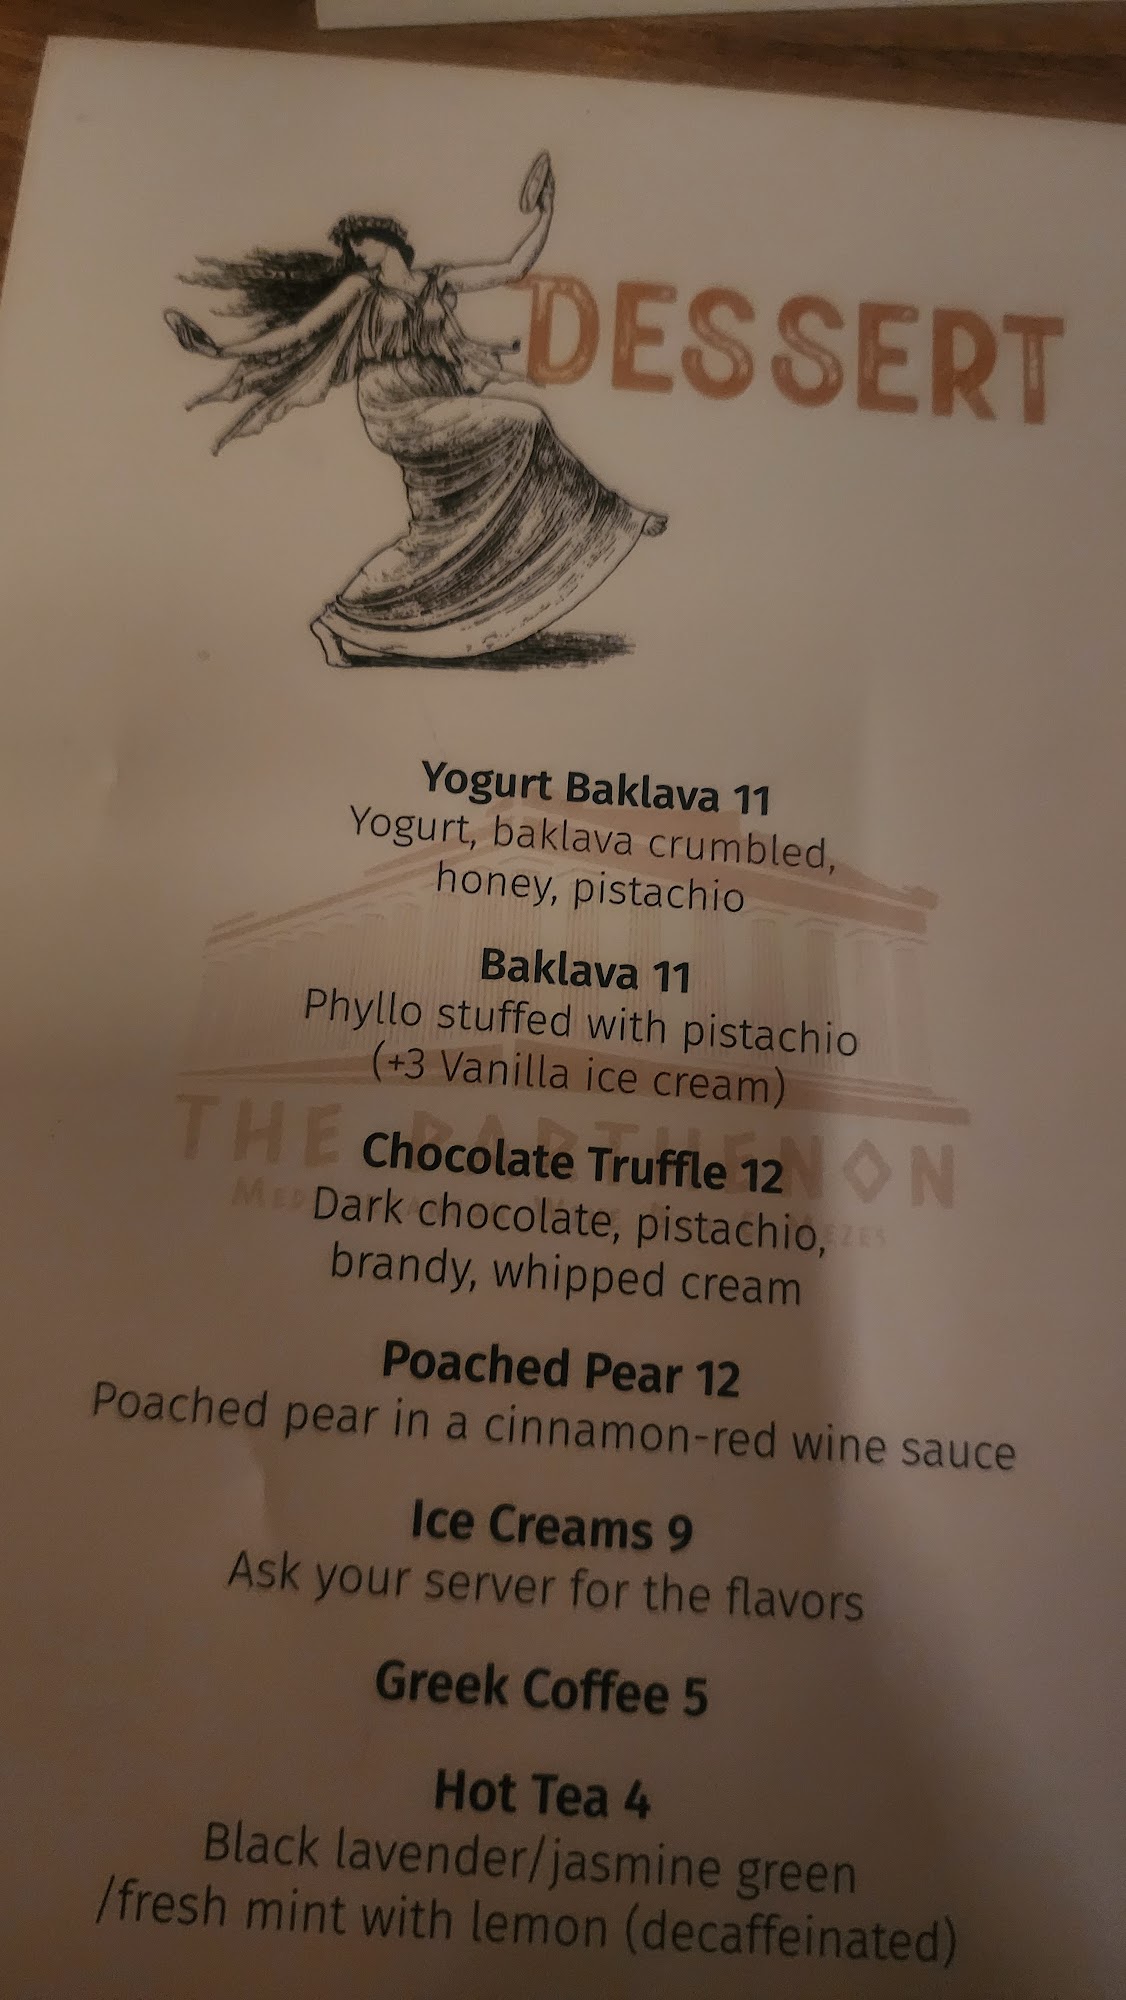 DESSERT
Yogurt Baklava 11
Yogurt, baklava crumbled,
honey, pistachio
Baklava 11
Phyllo stuffed with pistachio
(+3 Vanilla ice cream)
THE PARTHENON
Chocolate Truffle 12
Dark chocolate, pistachio,
brandy, whipped cream
Poached Pear 12
Poached pear in a cinnamon-red wine sauce
Ice Creams 9
Ask your server for the flavors
Greek Coffee 5
Hot Tea 4
Black lavender/jasmine green
/fresh mint with lemon (decaffeinated)